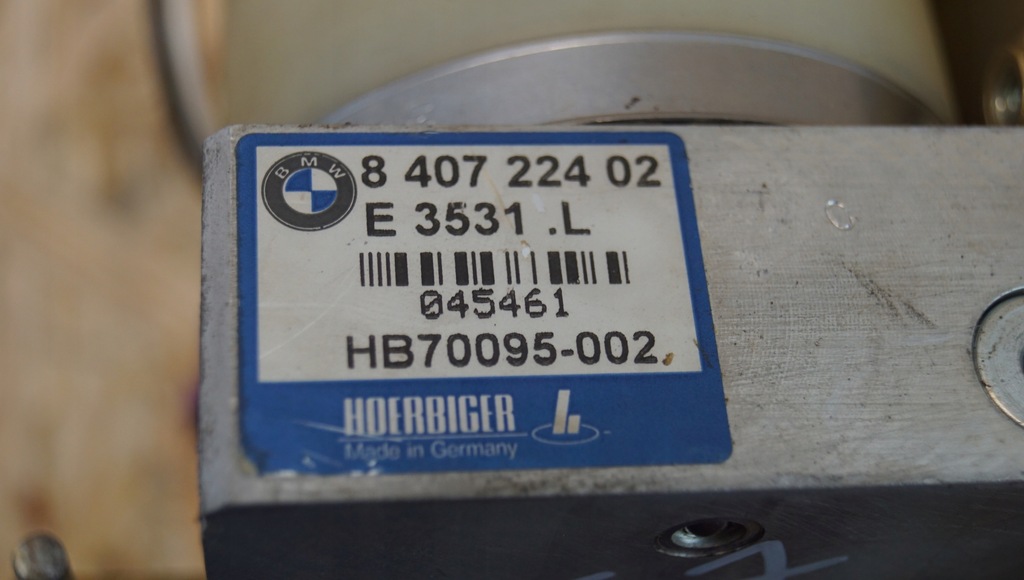 BMW
8 407 224 02
E 3531 .L
045461
HB70095-002
HOERBIGER
Made in Germany